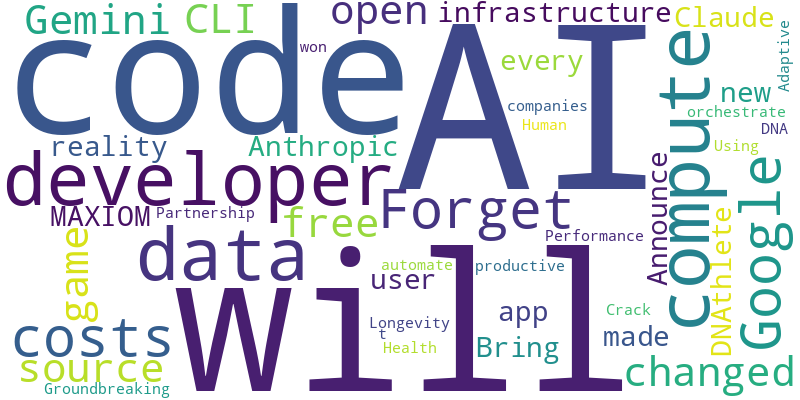 Gemini
CLI
open
infrastructure
Claude
code
AI
won
every
companies
Human
compute
new
Adaptive
orchestrate
DNA
Using
reality
Anthropic
developer
MAXIOM
Partnership
free
Forget
Announce
Google
game
data
Will
Performance
DNAthlete
automate
productive
user
costs
Longevity
t
Health
app
Bring
Crack
made
source
changed
Groundbreaking